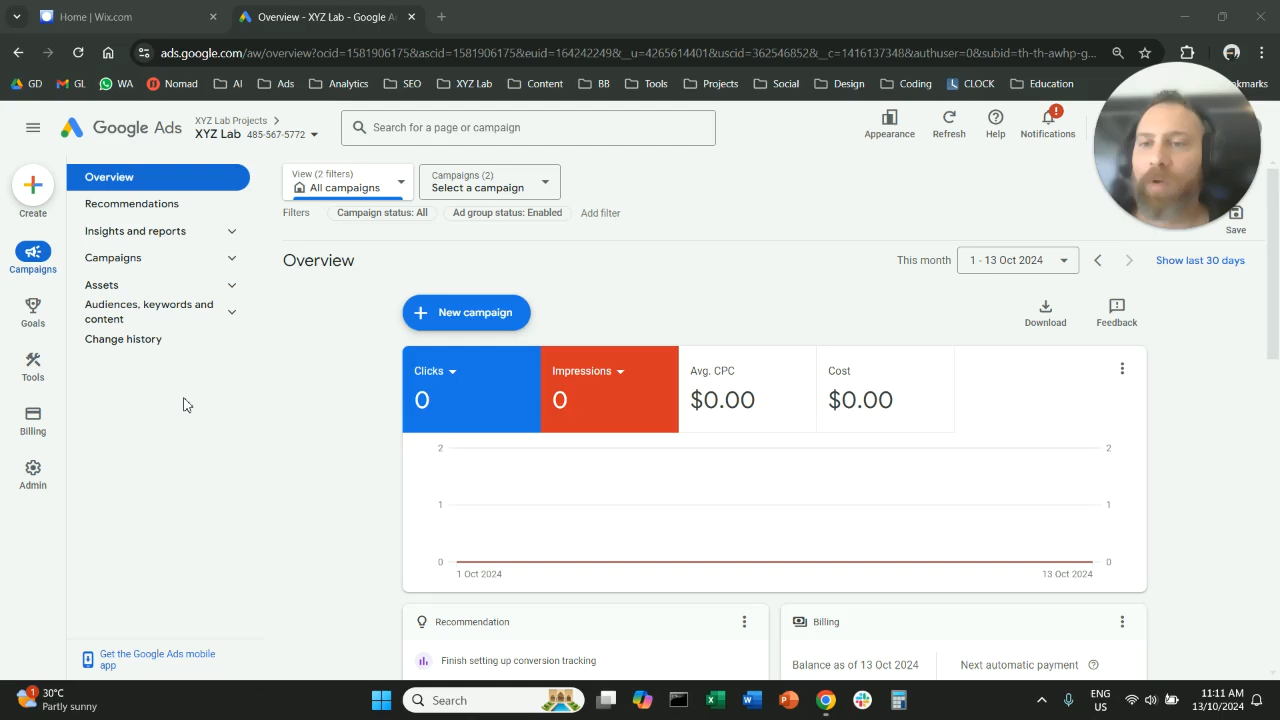 Home | Wix.com
Overview - XYZ Lab - Google A
ads.google.com/aw/overview?ocid=1581906175&ascid=1581906175&euid=164242249&__u=4265614401&uscid=362546852&__c=1416137348&authuser=0&subid=th-th-awhp-g...
GD GL WA Nomad AI Ads Analytics SEO XYZ Lab Content BB Tools Projects Social Design Coding CLOCK Education kmarks
Google Ads
XYZ Lab Projects
XYZ Lab 485-567-5772
Search for a page or campaign
Appearance
Refresh
Help
Notifications
Create
Campaigns
Goals
Tools
Billing
Admin
Overview
Recommendations
Insights and reports
Campaigns
Assets
Audiences, keywords and
content
Change history
Get the Google Ads mobile
app
View (2 filters)
All campaigns
Campaigns (2)
Select a campaign
Filters Campaign status: All Ad group status: Enabled Add filter
Save
Overview
This month 1 - 13 Oct 2024 Show last 30 days
New campaign
Download
Feedback
Clicks Impressions Avg. CPC Cost
0 0 $0.00 $0.00
2 2
1 1
0 0
1 Oct 2024 13 Oct 2024
Recommendation
Finish setting up conversion tracking
Billing
Balance as of 13 Oct 2024 Next automatic payment
1
30°C
Partly sunny
Search
ENG
US
11:11 AM
13/10/2024